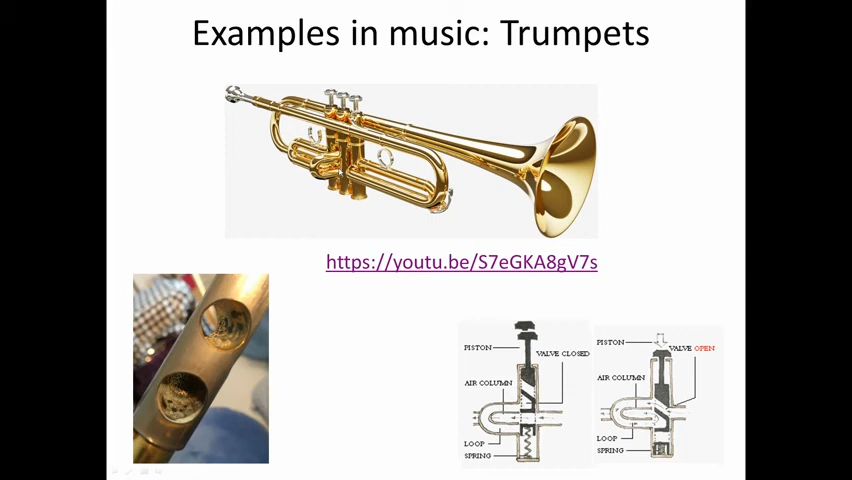 Examples in music: Trumpets
https://youtu.be/S7eGKA8gV7s
PISTON
VALVE CLOSED
AIR COLUMN
LOOP
SPRING
PISTON
VALVE OPEN
AIR COLUMN
LOOP
SPRING